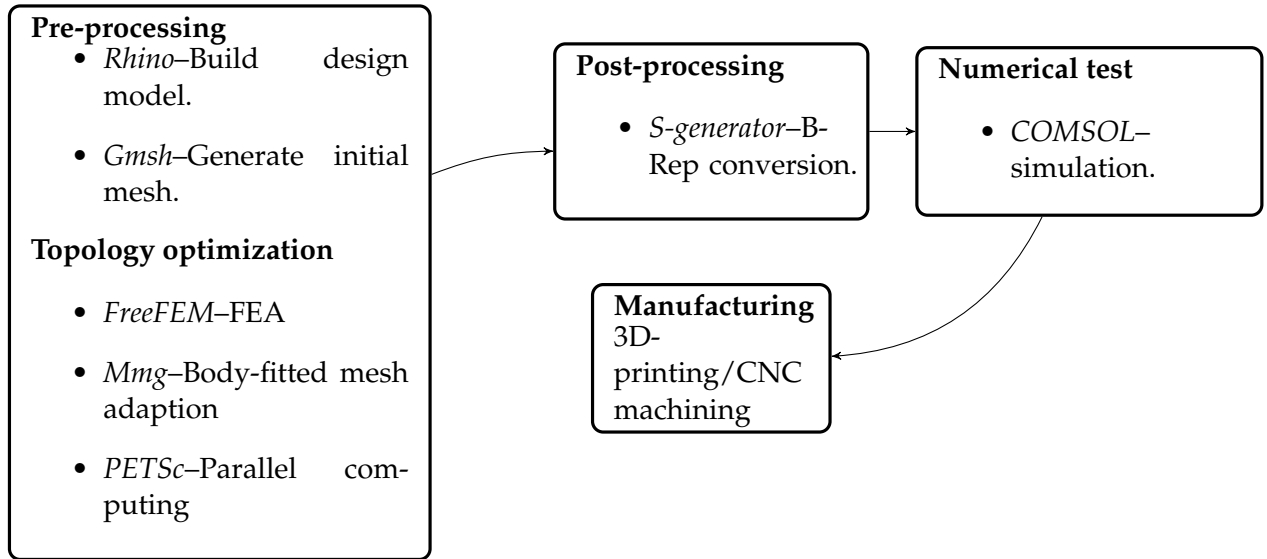 Pre-processing
• Rhino–Build design
model.
• Gmsh–Generate initial
mesh.
Topology optimization
• FreeFEM–FEA
• Mmg–Body-fitted mesh
adaption
• PETSc–Parallel com-
puting
Post-processing
• S-generator–B-
Rep conversion.
Numerical test
• COMSOL–
simulation.
Manufacturing
3D-
printing/CNC
machining